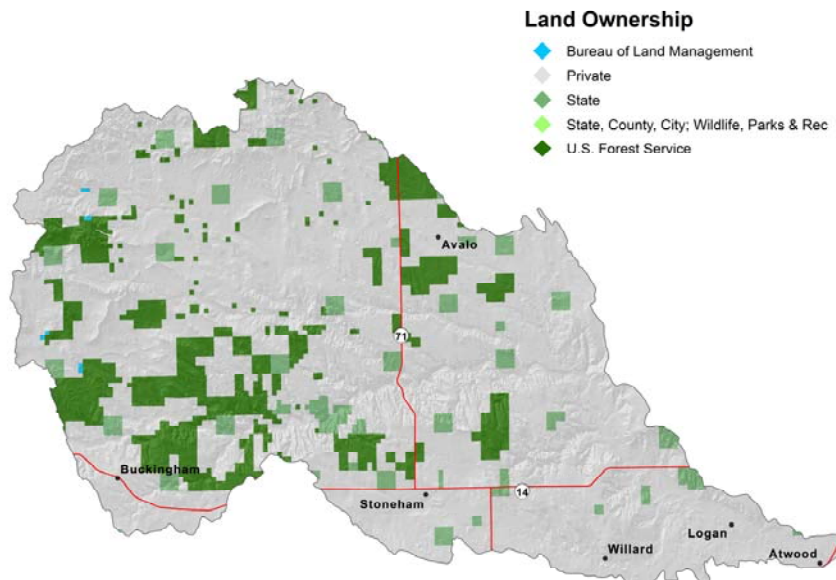 Land Ownership
Bureau of Land Management
Private
State
State, County, City; Wildlife, Parks & Rec
U.S. Forest Service
Avalo
71
Buckingham
14
Stoneham
Logan
Willard
Atwood